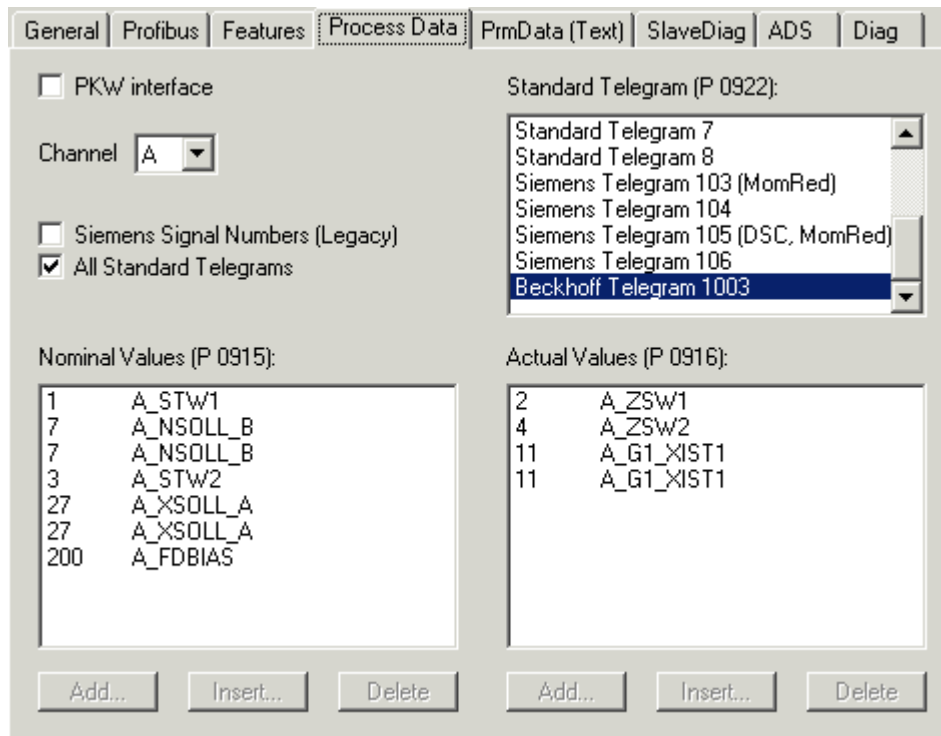 General Profibus Features Process Data PrmData (Text) SlaveDiag ADS Diag
PKW interface
Channel A
Siemens Signal Numbers (Legacy)
All Standard Telegrams
Standard Telegram (P 0922):
Standard Telegram 7
Standard Telegram 8
Siemens Telegram 103 (MomRed)
Siemens Telegram 104
Siemens Telegram 105 (DSC, MomRed)
Siemens Telegram 106
Beckhoff Telegram 1003
Nominal Values (P 0915):
1 A_STW1
7 A_NSOLL_B
7 A_NSOLL_B
3 A_STW2
27 A_XSOLL_A
27 A_XSOLL_A
200 A_FDBIAS
Add... Insert... Delete
Actual Values (P 0916):
2 A_ZSW1
4 A_ZSW2
11 A_G1_XIST1
11 A_G1_XIST1
Add... Insert... Delete